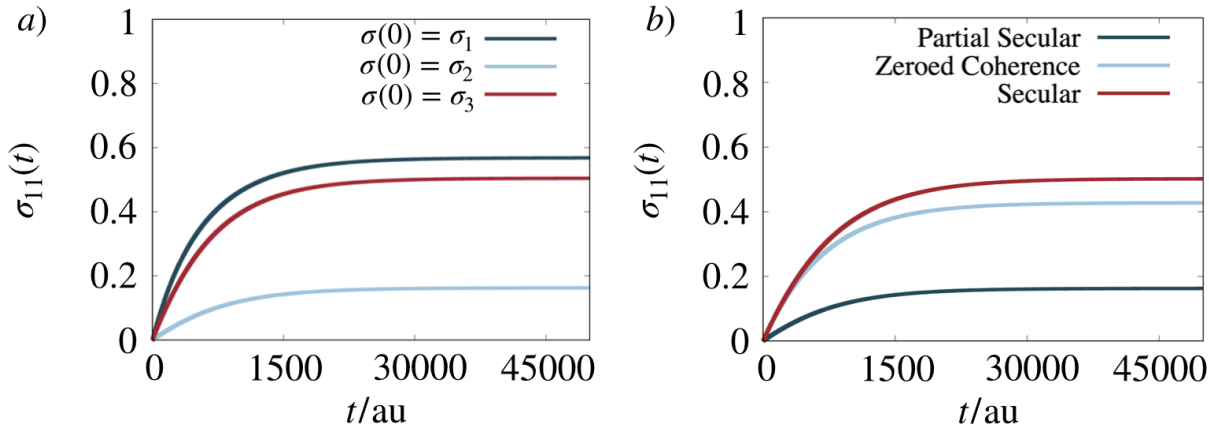 a)
σ(0) = σ1
σ(0) = σ2
σ(0) = σ3
1
0.8
0.6
0.4
0.2
0
σ11(t)
0 1500 30000 45000
t/au
b)
Partial Secular
Zeroed Coherence
Secular
1
0.8
0.6
0.4
0.2
0
σ11(t)
0 1500 30000 45000
t/au